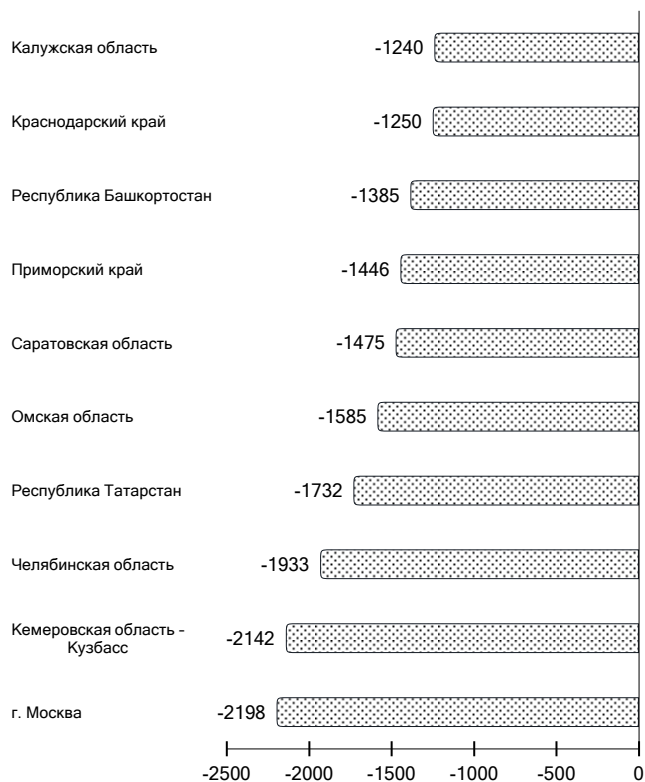 Калужская область -1240
Краснодарский край -1250
Республика Башкортостан -1385
Приморский край -1446
Саратовская область -1475
Омская область -1585
Республика Татарстан -1732
Челябинская область -1933
Кемеровская область -
Кузбасс -2142
г. Москва -2198
-2500 -2000 -1500 -1000 -500 0